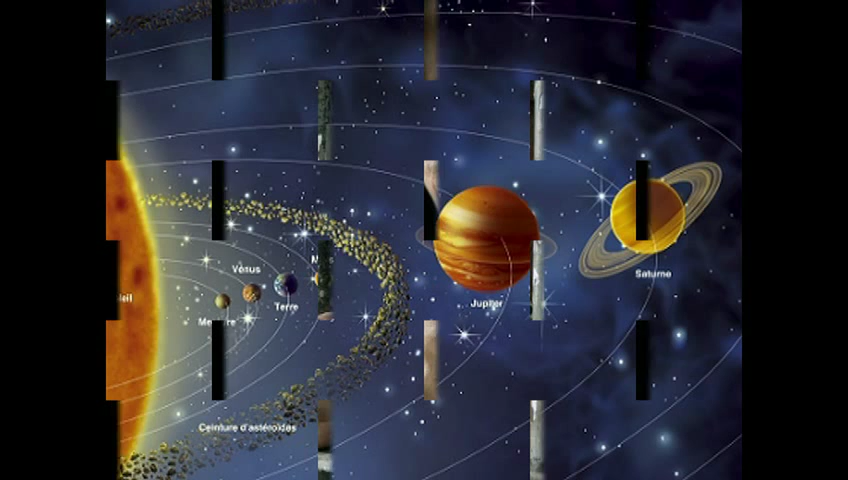 Vénus
Terre
Jupiter
Saturne
Ceinture d'astéroïdes